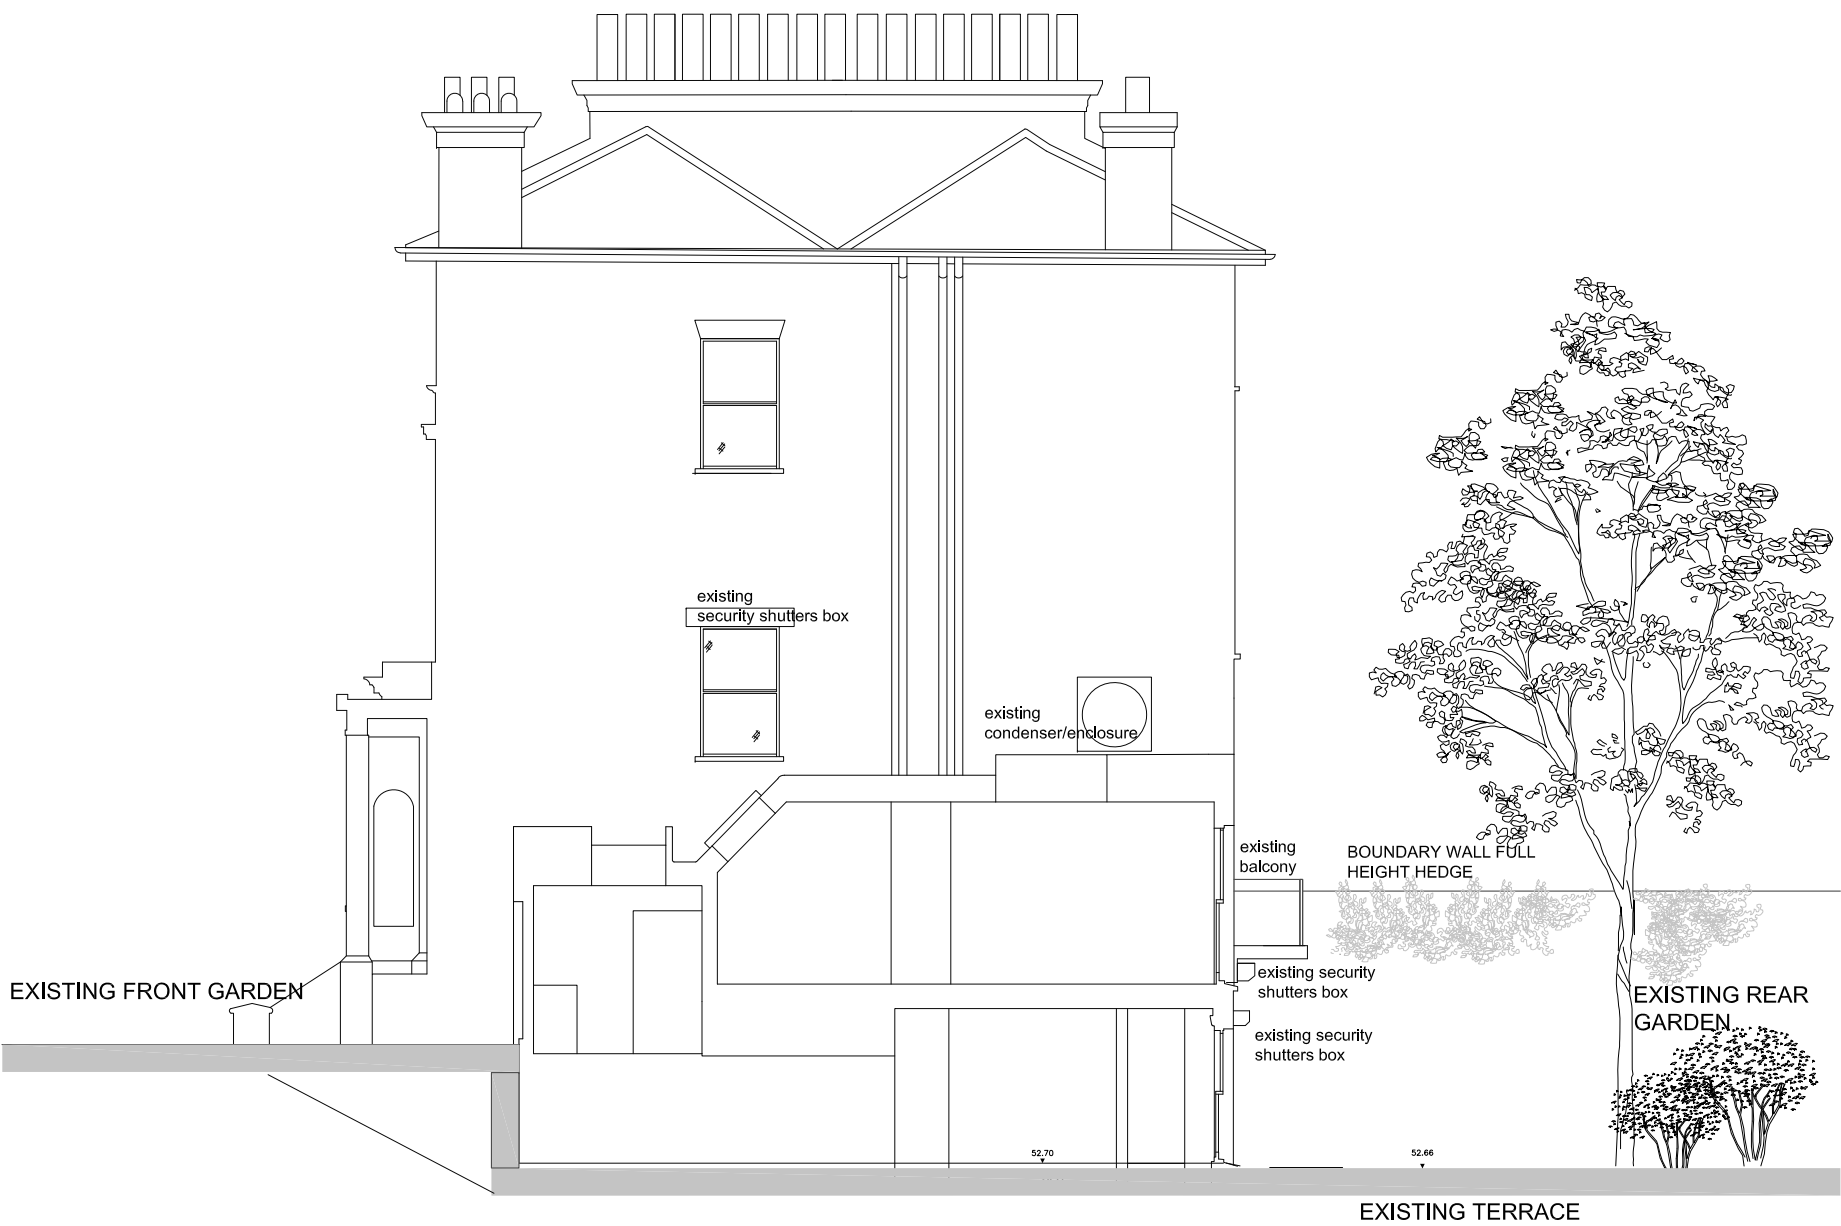 existing
security shutters box
existing
condenser/enclosure
existing
balcony
BOUNDARY WALL FULL
HEIGHT HEDGE
existing security
shutters box
EXISTING FRONT GARDEN
EXISTING REAR
GARDEN
existing security
shutters box
52.70
52.66
EXISTING TERRACE